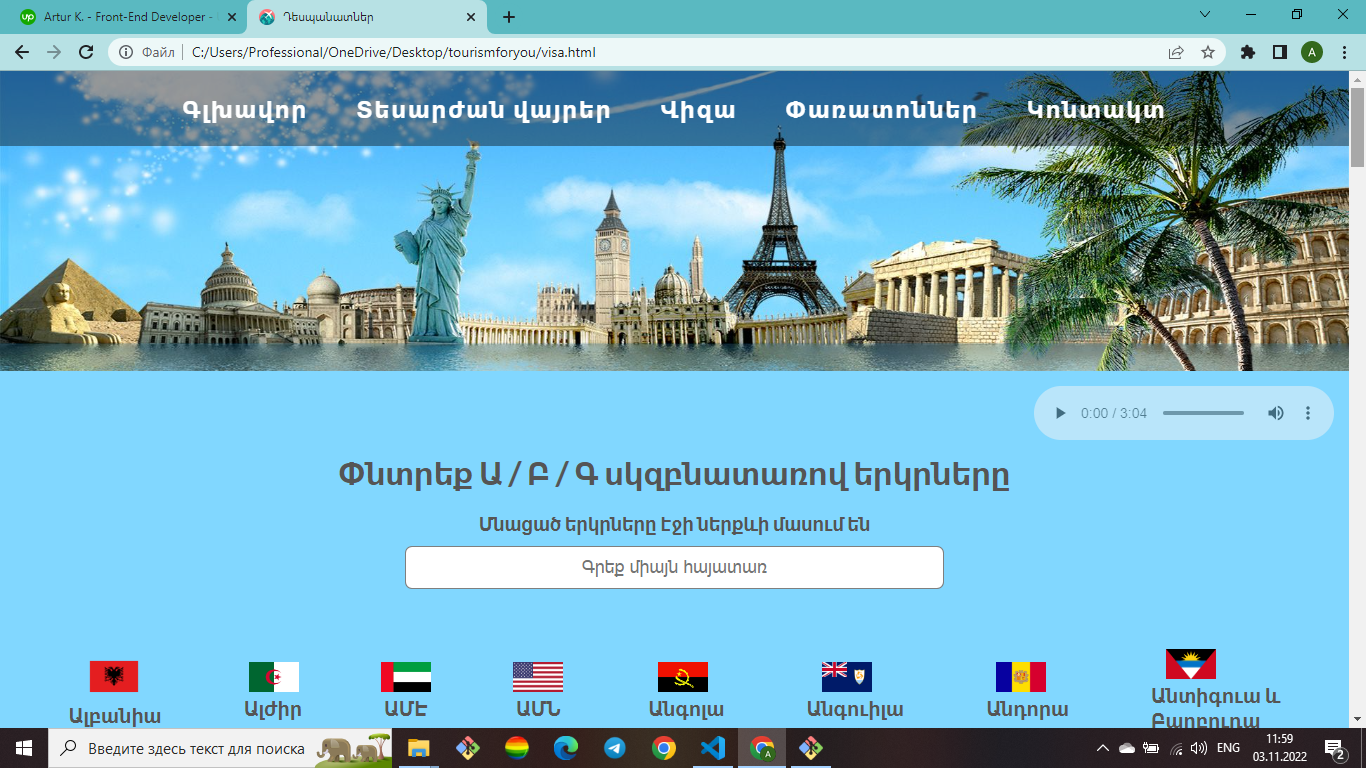 Artur K. - Front-End Developer -
Դեսպանատներ
Файл
C:/Users/Professional/OneDrive/Desktop/tourismforyou/visa.html
A
Գլխավոր
Տեսարժան վայրեր
Վիզա
Փառատոններ
Կոնտակտ
0:00 / 3:04
Փնտրեք Ա / Բ / Գ սկզբնատառով երկրները
Մնացած երկրները էջի ներքևի մասում են
Գրեք միայն հայատառ
Ալբանիա
Ալժիր
ԱՄԷ
ԱՄՆ
Անգոլա
Անգուիլա
Անդորա
Անտիգուա և
Բարբուդա
Введите здесь текст для поиска
ENG
11:59
03.11.2022
2